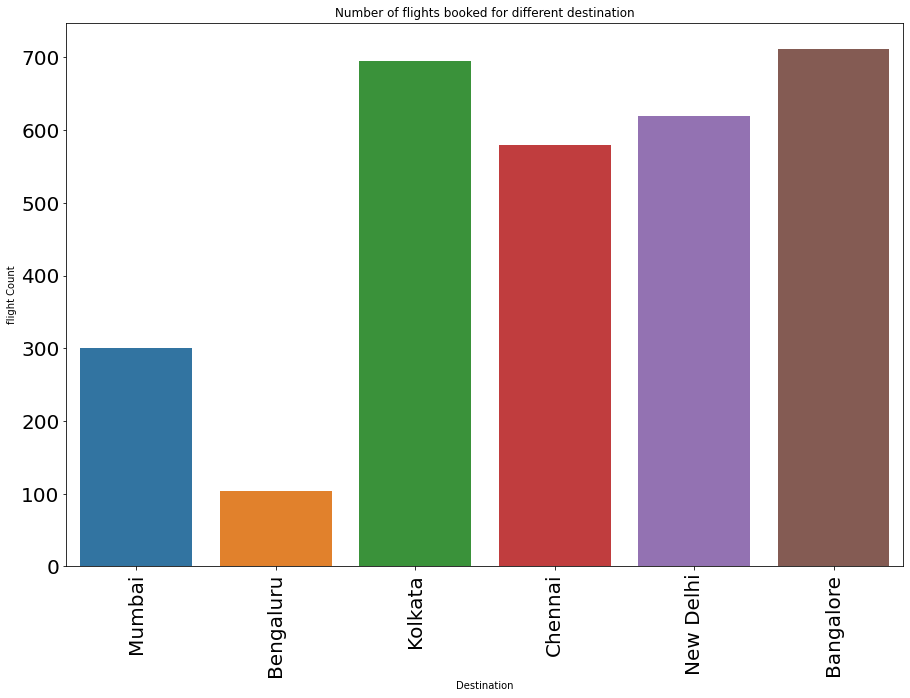 Number of flights booked for different destination
flight Count
700
600
500
400
300
200
100
0
Mumbai
Bengaluru
Kolkata
Chennai
New Delhi
Bangalore
Destination